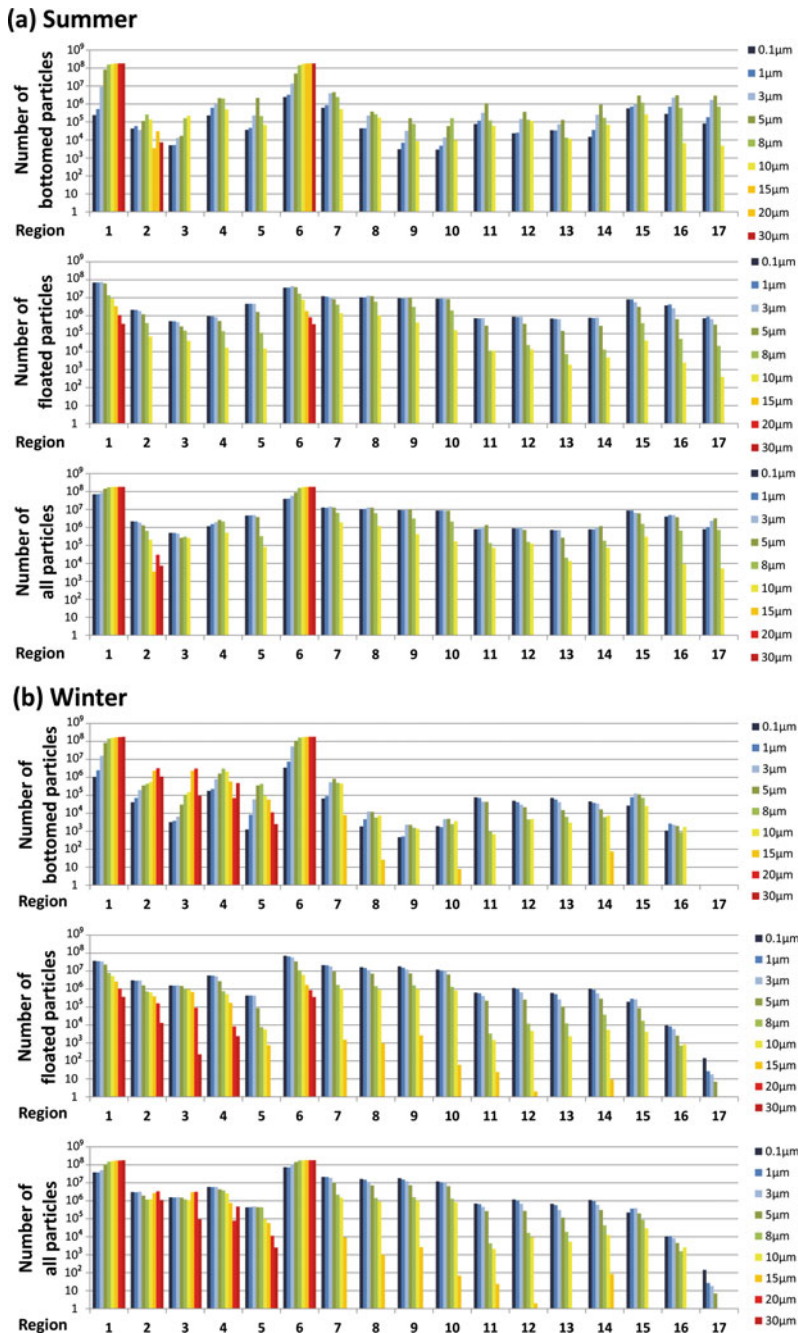 (a) Summer
Number of
bottomed particles
10⁹
10⁸
10⁷
10⁶
10⁵
10⁴
10³
10²
10¹
1
Region 1 2 3 4 5 6 7 8 9 10 11 12 13 14 15 16 17
0.1µm
1µm
3µm
5µm
8µm
10µm
15µm
20µm
30µm
Number of
floated particles
10⁹
10⁸
10⁷
10⁶
10⁵
10⁴
10³
10²
10¹
1
Region 1 2 3 4 5 6 7 8 9 10 11 12 13 14 15 16 17
0.1µm
1µm
3µm
5µm
8µm
10µm
15µm
20µm
30µm
Number of
all particles
10⁹
10⁸
10⁷
10⁶
10⁵
10⁴
10³
10²
10¹
1
Region 1 2 3 4 5 6 7 8 9 10 11 12 13 14 15 16 17
0.1µm
1µm
3µm
5µm
8µm
10µm
15µm
20µm
30µm
(b) Winter
Number of
bottomed particles
10⁹
10⁸
10⁷
10⁶
10⁵
10⁴
10³
10²
10¹
1
Region 1 2 3 4 5 6 7 8 9 10 11 12 13 14 15 16 17
0.1µm
1µm
3µm
5µm
8µm
10µm
15µm
20µm
30µm
Number of
floated particles
10⁹
10⁸
10⁷
10⁶
10⁵
10⁴
10³
10²
10¹
1
Region 1 2 3 4 5 6 7 8 9 10 11 12 13 14 15 16 17
0.1µm
1µm
3µm
5µm
8µm
10µm
15µm
20µm
30µm
Number of
all particles
10⁹
10⁸
10⁷
10⁶
10⁵
10⁴
10³
10²
10¹
1
Region 1 2 3 4 5 6 7 8 9 10 11 12 13 14 15 16 17
0.1µm
1µm
3µm
5µm
8µm
10µm
15µm
20µm
30µm